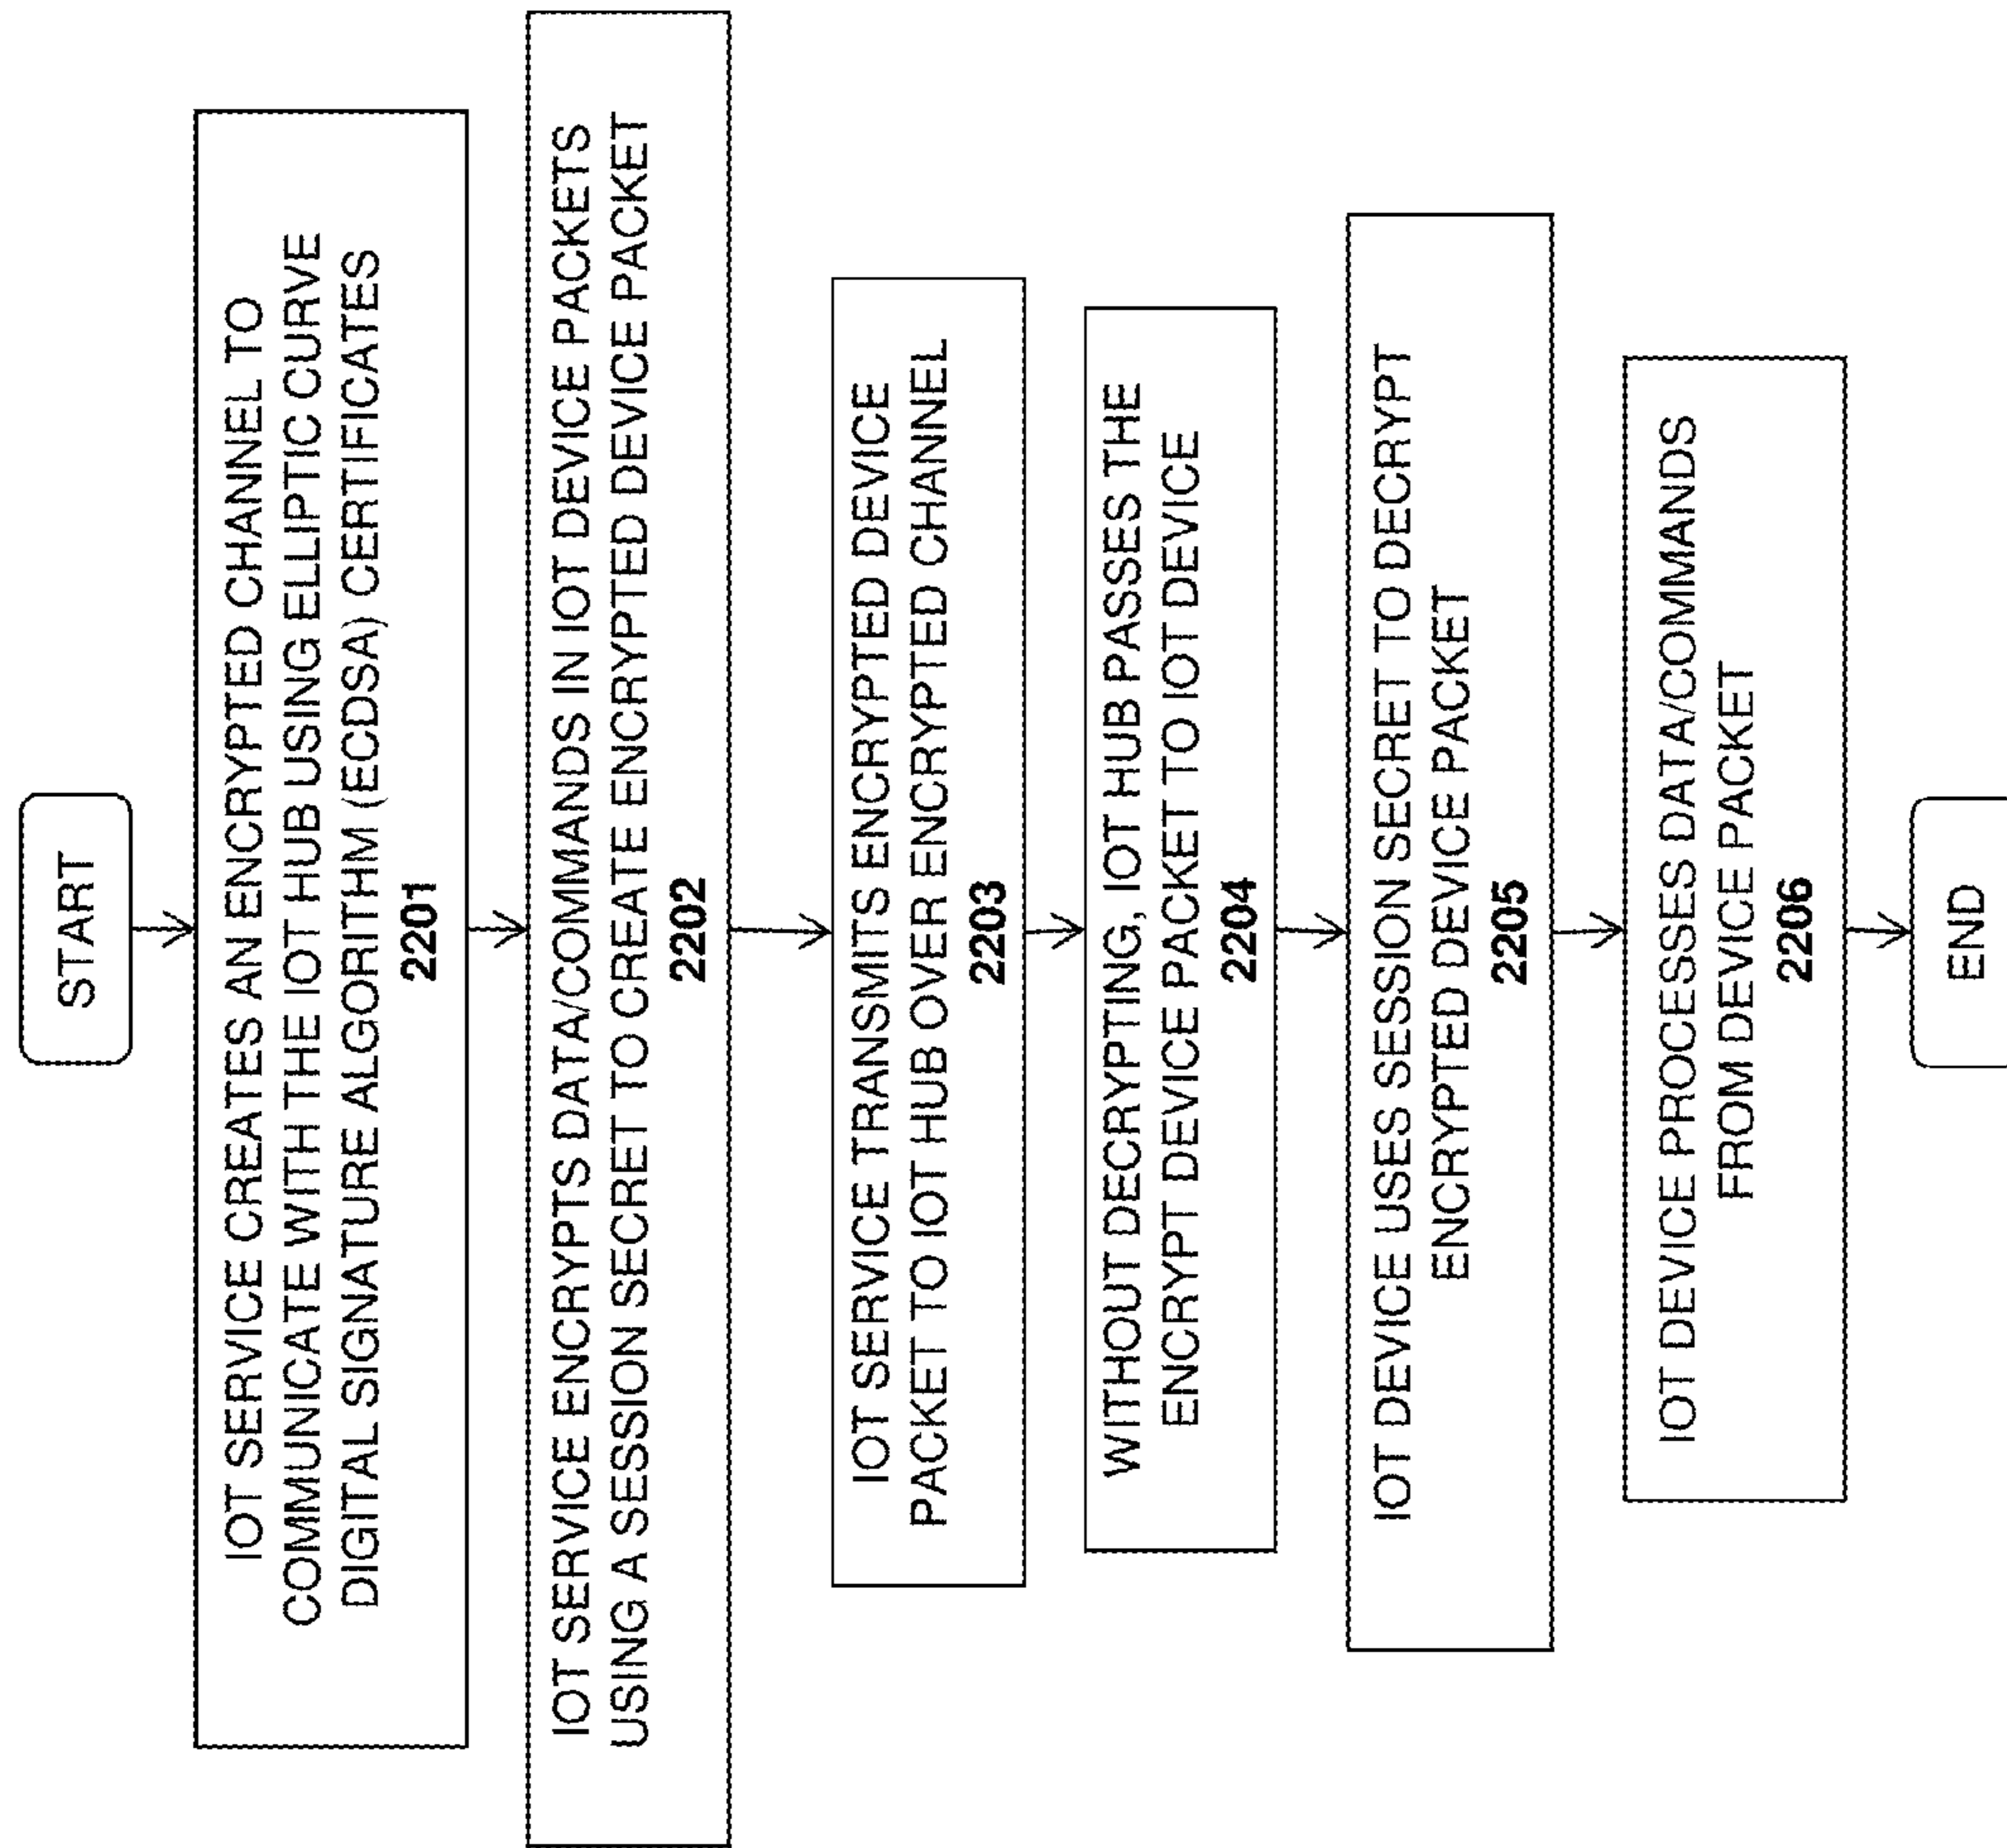 START
IOT SERVICE CREATES AN ENCRYPTED CHANNEL TO
COMMUNICATE WITH THE IOT HUB USING ELLIPTIC CURVE
DIGITAL SIGNATURE ALGORITHM (ECDSA) CERTIFICATES
2201
IOT SERVICE ENCRYPTS DATA/COMMANDS IN IOT DEVICE PACKETS
USING A SESSION SECRET TO CREATE ENCRYPTED DEVICE PACKET
2202
IOT SERVICE TRANSMITS ENCRYPTED DEVICE
PACKET TO IOT HUB OVER ENCRYPTED CHANNEL
2203
WITHOUT DECRYPTING, IOT HUB PASSES THE
ENCRYPT DEVICE PACKET TO IOT DEVICE
2204
IOT DEVICE USES SESSION SECRET TO DECRYPT
ENCRYPTED DEVICE PACKET
2205
IOT DEVICE PROCESSES DATA/COMMANDS
FROM DEVICE PACKET
2206
END